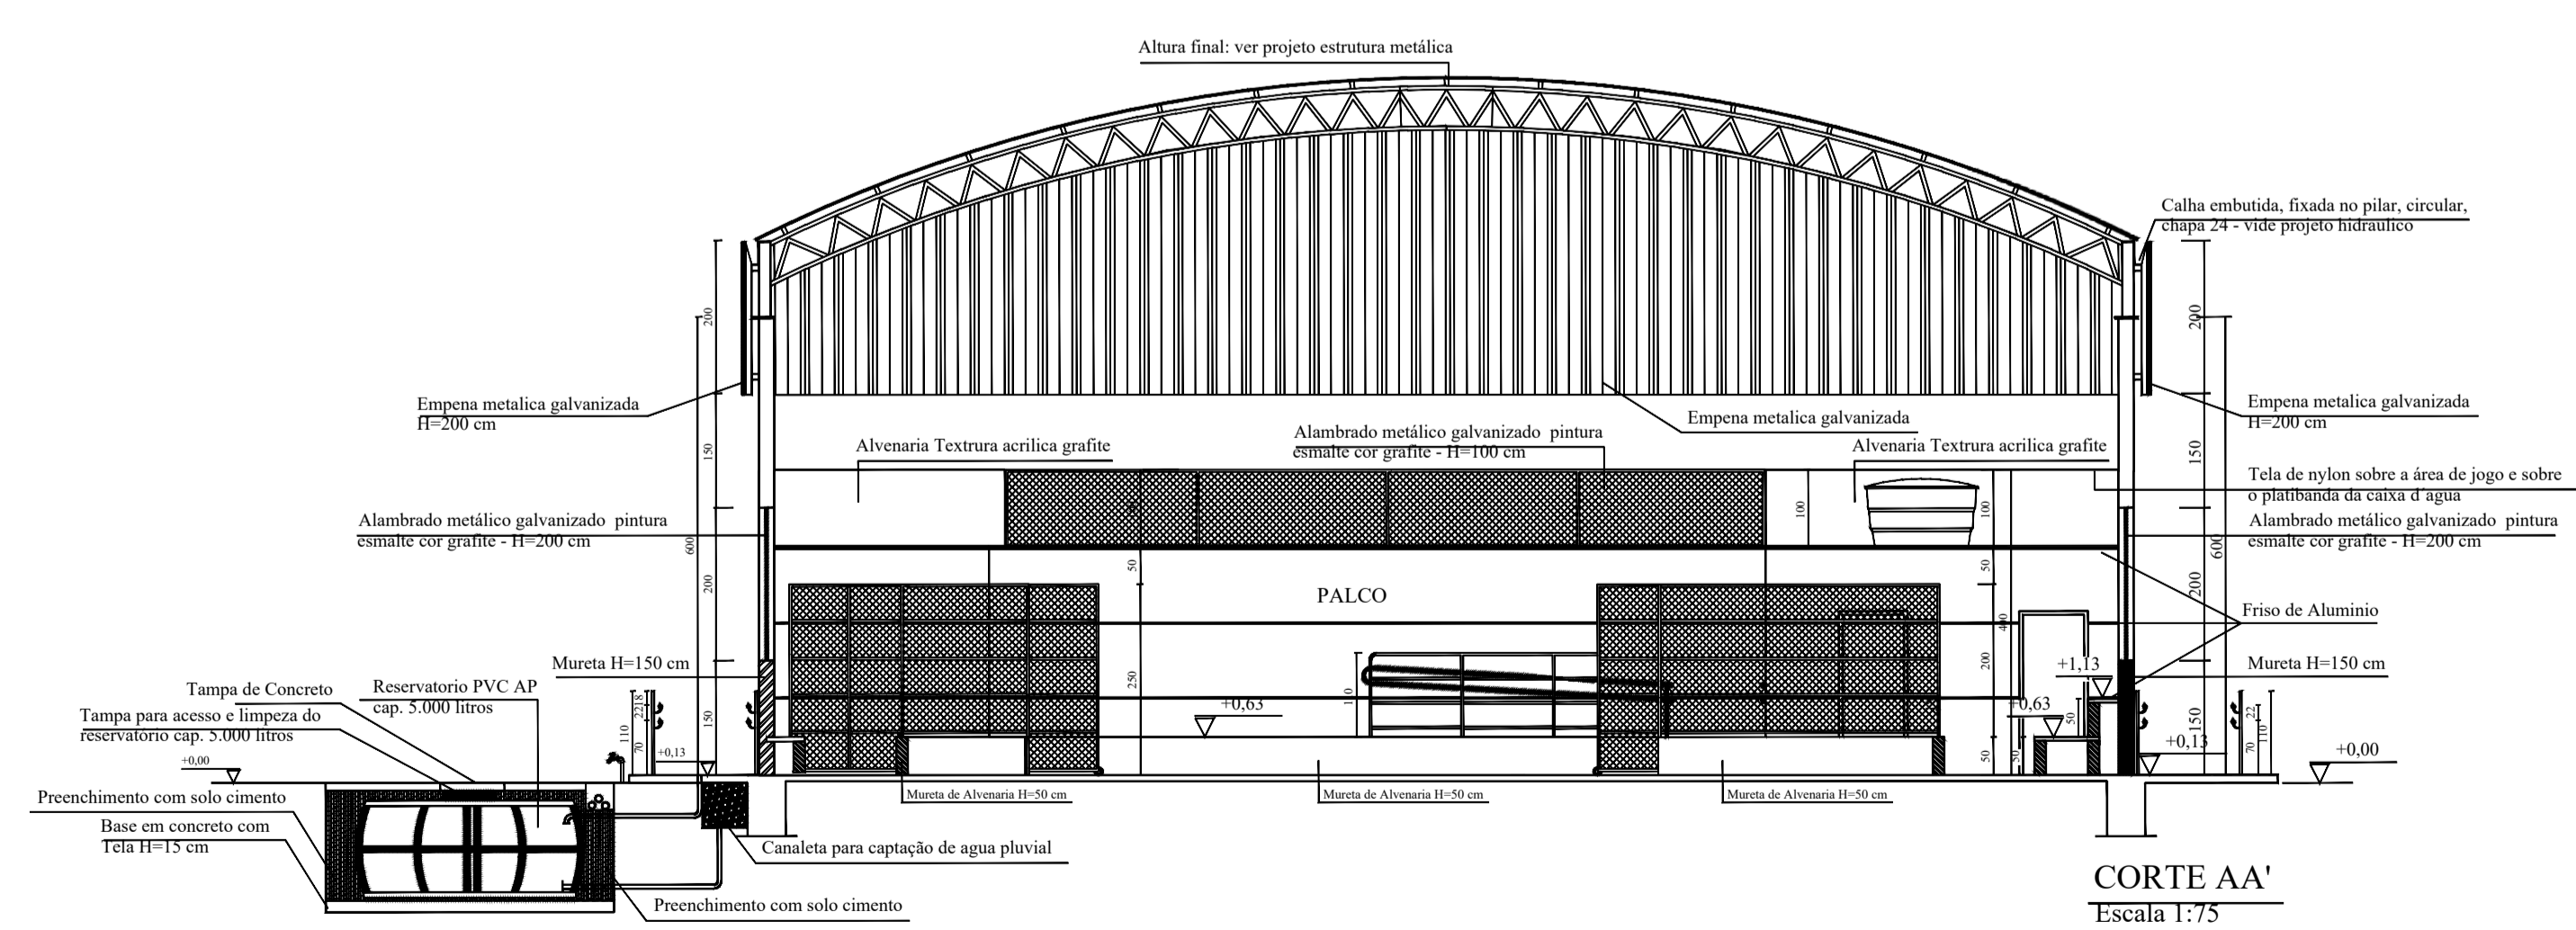 Altura final: ver projeto estrutura metálica
Calha embutida, fixada no pilar, circular,
chapa 24 - vide projeto hidraulico
200
200
200
Empena metalica galvanizada
H=200 cm
Empena metalica galvanizada
Empena metalica galvanizada
H=200 cm
Alvenaria Textrura acrilica grafite
Alambrado metálico galvanizado pintura
esmalte cor grafite - H=100 cm
Alvenaria Textrura acrilica grafite
150
150
Tela de nylon sobre a área de jogo e sobre
o platibanda da caixa d´agua
Alambrado metálico galvanizado pintura
esmalte cor grafite - H=200 cm
100
100
Alambrado metálico galvanizado pintura
esmalte cor grafite - H=200 cm
600
600
50
50
200
PALCO
Friso de Aluminio
400
Mureta H=150 cm
200
+1,13
Mureta H=150 cm
250
110
Tampa de Concreto
Reservatorio PVC AP
cap. 5.000 litros
Tampa para acesso e limpeza do
reservatório cap. 5.000 litros
2218
110
70
150
+0,63
+0,63
50
150
22
110
70
+0,00
+0,13
50
50
+0,13
+0,00
Preenchimento com solo cimento
Mureta de Alvenaria H=50 cm
Mureta de Alvenaria H=50 cm
Mureta de Alvenaria H=50 cm
Base em concreto com
Tela H=15 cm
Canaleta para captação de agua pluvial
Preenchimento com solo cimento
CORTE AA'
Escala 1:75